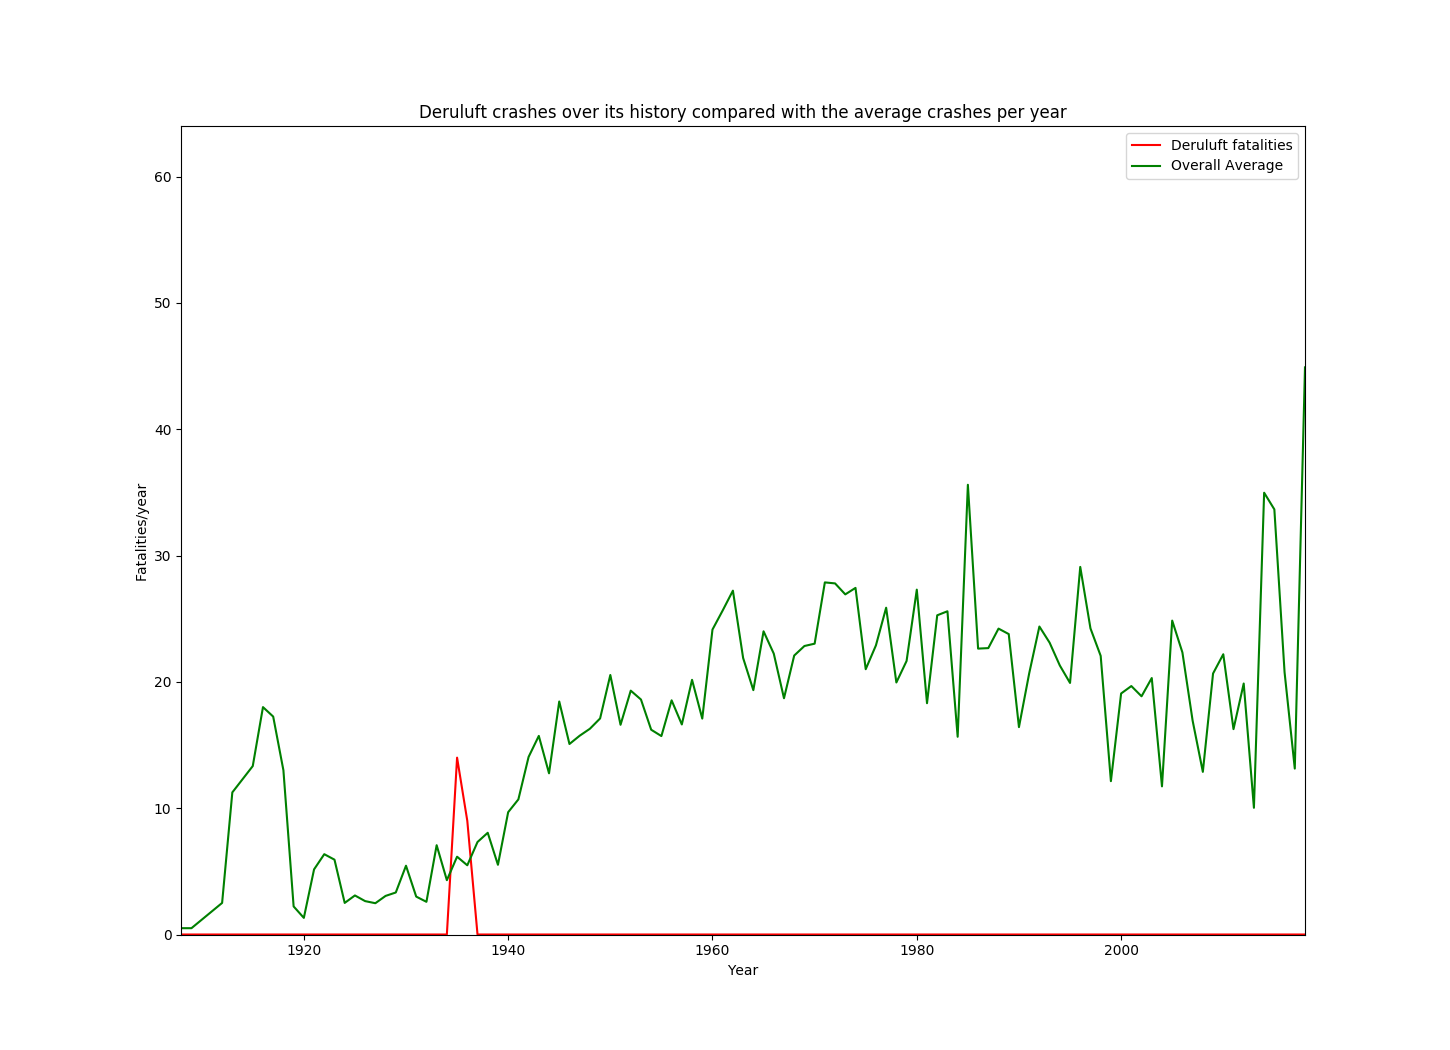 Deruluft crashes over its history compared with the average crashes per year
Deruluft fatalities
Overall Average
60
50
40
30
20
10
0
Fatalities/year
1920 1940 1960 1980 2000
Year